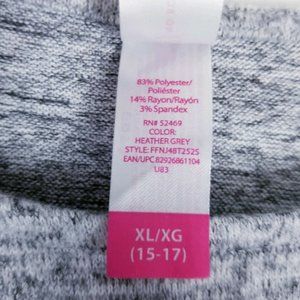 83% Polyester/
Poliéster
14% Rayon/Rayón
3% Spandex
RN# 52469
COLOR:
HEATHER GREY
STYLE: FFNJ48T252S
EAN/UPC 82926861104
U83
XL/XG
(15-17)